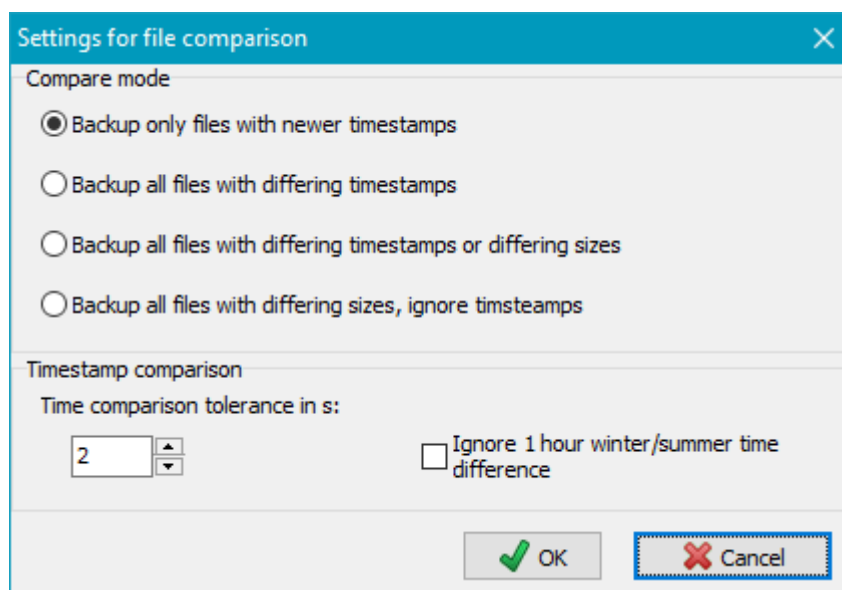 Settings for file comparison
Compare mode
Backup only files with newer timestamps
Backup all files with differing timestamps
Backup all files with differing timestamps or differing sizes
Backup all files with differing sizes, ignore timsteamps
Timestamp comparison
Time comparison tolerance in s:
2
Ignore 1 hour winter/summer time
difference
OK
Cancel